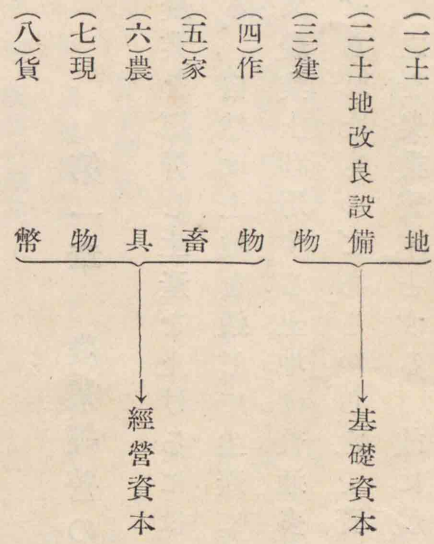 (一)土地
(二)土地改良設備
(三)建物
→基礎資本
(四)作物
(五)家畜
(六)農具
(七)現物
(八)貨幣
→經營資本